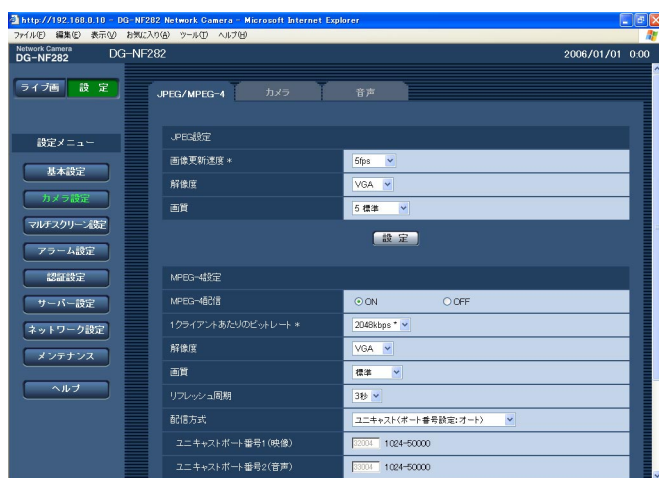 http://192.168.0.10 - DG-NF282 Network Camera - Microsoft Internet Explorer
ファイル(F) 編集(E) 表示(V) お気に入り(A) ツール(T) ヘルプ(H)
Network Camera
DG-NF282
DG-NF282
2006/01/01 0:00
ライブ画 設 定
JPEG/MPEG-4 カメラ 音声
設定メニュー
基本設定
カメラ設定
マルチスクリーン設定
アラーム設定
認証設定
サーバー設定
ネットワーク設定
メンテナンス
ヘルプ
JPEG設定
画像更新速度 * 5fps
解像度 VGA
画質 5 標準
設 定
MPEG-4設定
MPEG-4配信 ON OFF
1クライアントあたりのビットレート * 2048kbps *
解像度 VGA
画質 標準
リフレッシュ周期 3秒
配信方式 ユニキャスト(ポート番号設定:オート)
ユニキャストポート番号1(映像) 32004 1024-50000
ユニキャストポート番号2(音声) 33004 1024-50000